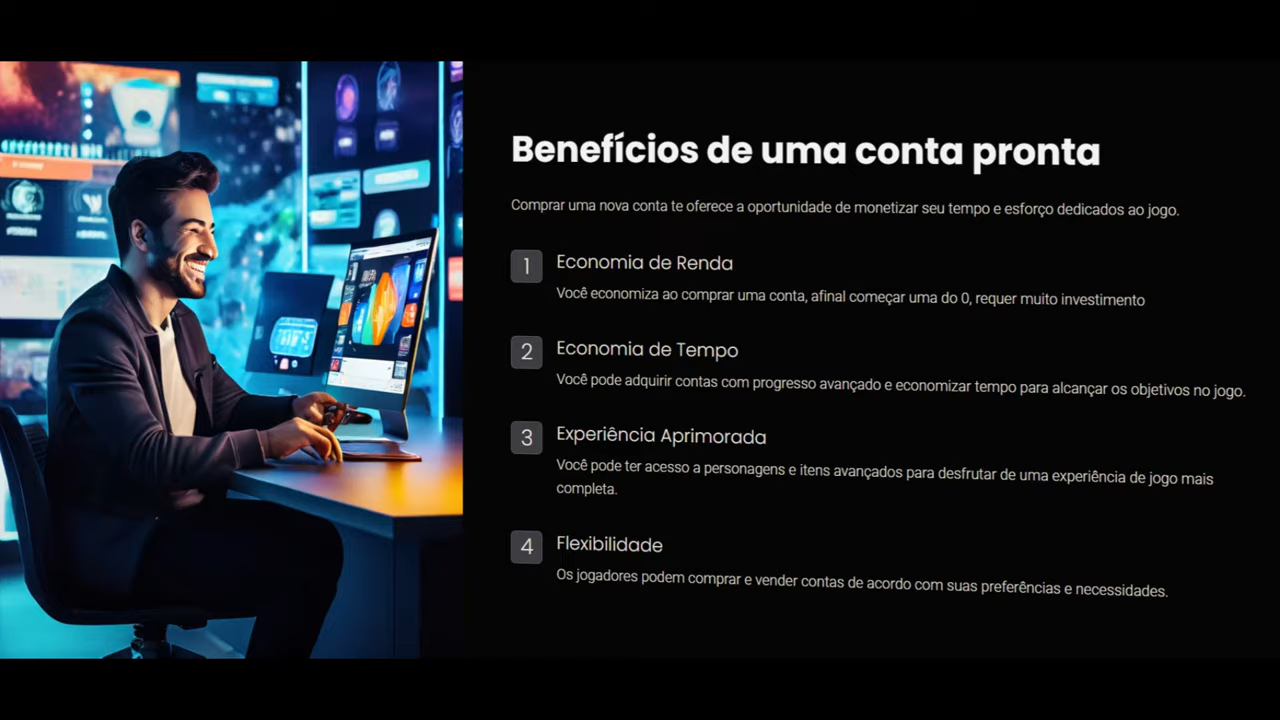 Benefícios de uma conta pronta
Comprar uma nova conta te oferece a oportunidade de monetizar seu tempo e esforço dedicados ao jogo.
1 Economia de Renda
Você economiza ao comprar uma conta, afinal começar uma do 0, requer muito investimento
2 Economia de Tempo
Você pode adquirir contas com progresso avançado e economizar tempo para alcançar os objetivos no jogo.
3 Experiência Aprimorada
Você pode ter acesso a personagens e itens avançados para desfrutar de uma experiência de jogo mais
completa.
4 Flexibilidade
Os jogadores podem comprar e vender contas de acordo com suas preferências e necessidades.